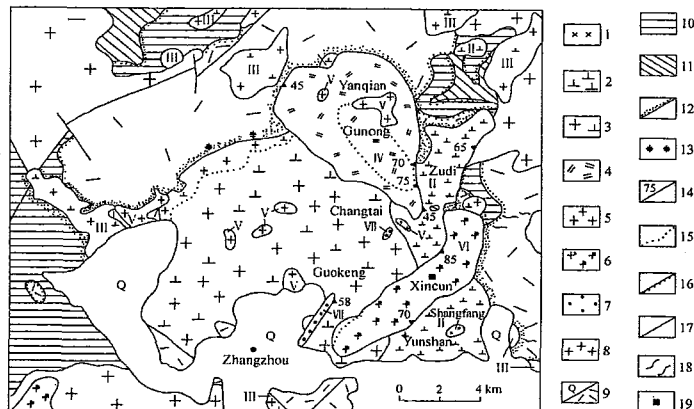 III
III
III
II
III
45
V
Yanqian
V
Gunong
IV
70
75
65
Zudi
II
Changtai
VII
45
V
III
V
V
V
VI
85
Guokeng
V
Xincun
Q
58
VII
70
Shangfang
II
Q
Q
Zhangzhou
Yunshan
III
III
0 2 4 km
1
2
3
4
5
6
7
8
Q 9
10
11
12
13
75 14
15
16
17
18
19